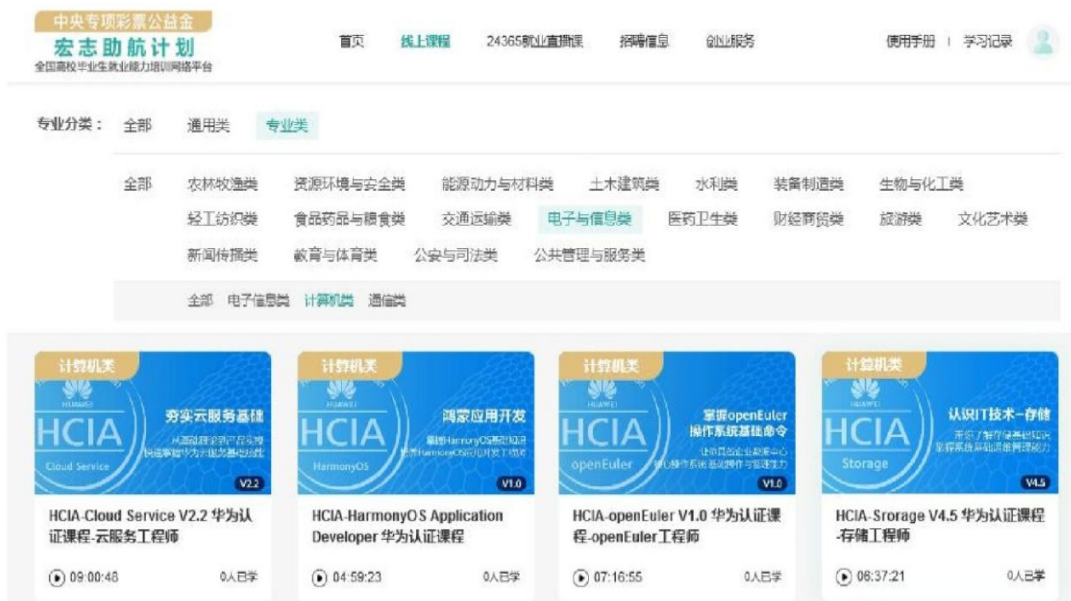 中央专项彩票公益金
宏志助航计划
全国高校毕业生就业能力培训网络平台
首页 线上课程 24365就业直播课 招聘信息 创业服务
使用手册 | 学习记录
专业分类： 全部 通用类 专业类
全部 农林牧渔类 资源环境与安全类 能源动力与材料类 土木建筑类 水利类 装备制造类 生物与化工类
轻工纺织类 食品药品与粮食类 交通运输类 电子与信息类 医药卫生类 财经商贸类 旅游类 文化艺术类
新闻传播类 教育与体育类 公安与司法类 公共管理与服务类
全部 电子信息类 计算机类 通信类
计算机类
HUAWEI
HCIA
Cloud Service
夯实云服务基础
V2.2
HCIA-Cloud Service V2.2 华为认
证课程-云服务工程师
09:00:48 0人已学
计算机类
HUAWEI
HCIA
HarmonyOS
鸿蒙应用开发
掌握HarmonyOS基础知识
V1.0
HCIA-HarmonyOS Application
Developer 华为认证课程
04:59:23 0人已学
计算机类
HUAWEI
HCIA
openEuler
掌握openEuler
操作系统基础命令
V1.0
HCIA-openEuler V1.0 华为认证课
程-openEuler工程师
07:16:55 0人已学
计算机类
HUAWEI
HCIA
Storage
认识IT技术-存储
V4.5
HCIA-Srorage V4.5 华为认证课程
-存储工程师
06:37:21 0人已学